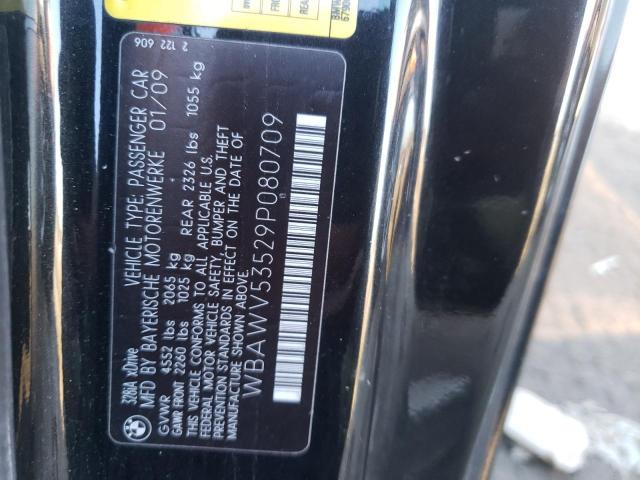 328iA xDrive
VEHICLE TYPE: PASSENGER CAR
MFD BY BAYERISCHE MOTORENWERKE 01/09
GVWR 4552 lbs 2065 kg
GAWR FRONT 2260 lbs 1025 kg REAR 2326 lbs 1055 kg
THIS VEHICLE CONFORMS TO ALL APPLICABLE U.S.
FEDERAL MOTOR VEHICLE SAFETY, BUMPER AND THEFT
PREVENTION STANDARDS IN EFFECT ON THE DATE OF
MANUFACTURE SHOWN ABOVE.
WBAWV53529P080709
2 122 606